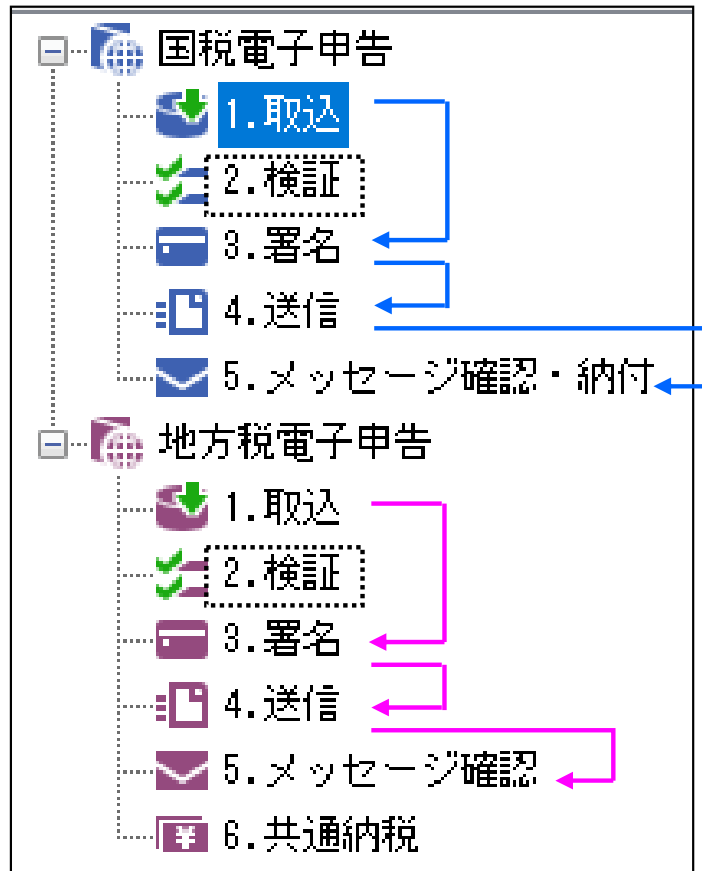 国税電子申告
1.取込
2.検証
3.署名
4.送信
5.メッセージ確認・納付
地方税電子申告
1.取込
2.検証
3.署名
4.送信
5.メッセージ確認
6.共通納税